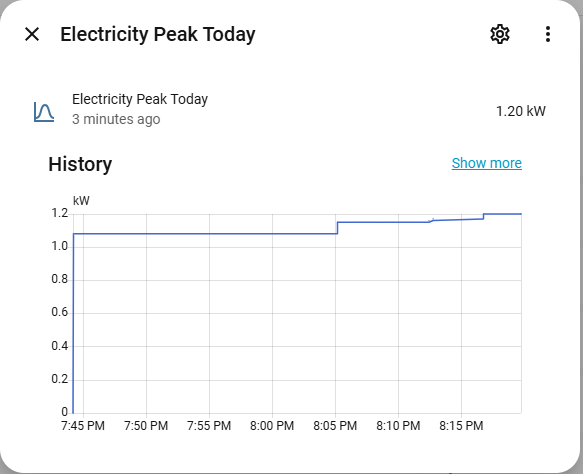 Electricity Peak Today
Electricity Peak Today
3 minutes ago
1.20 kW
History
Show more
kW
1.2
1.0
0.8
0.6
0.4
0.2
0
7:45 PM 7:50 PM 7:55 PM 8:00 PM 8:05 PM 8:10 PM 8:15 PM